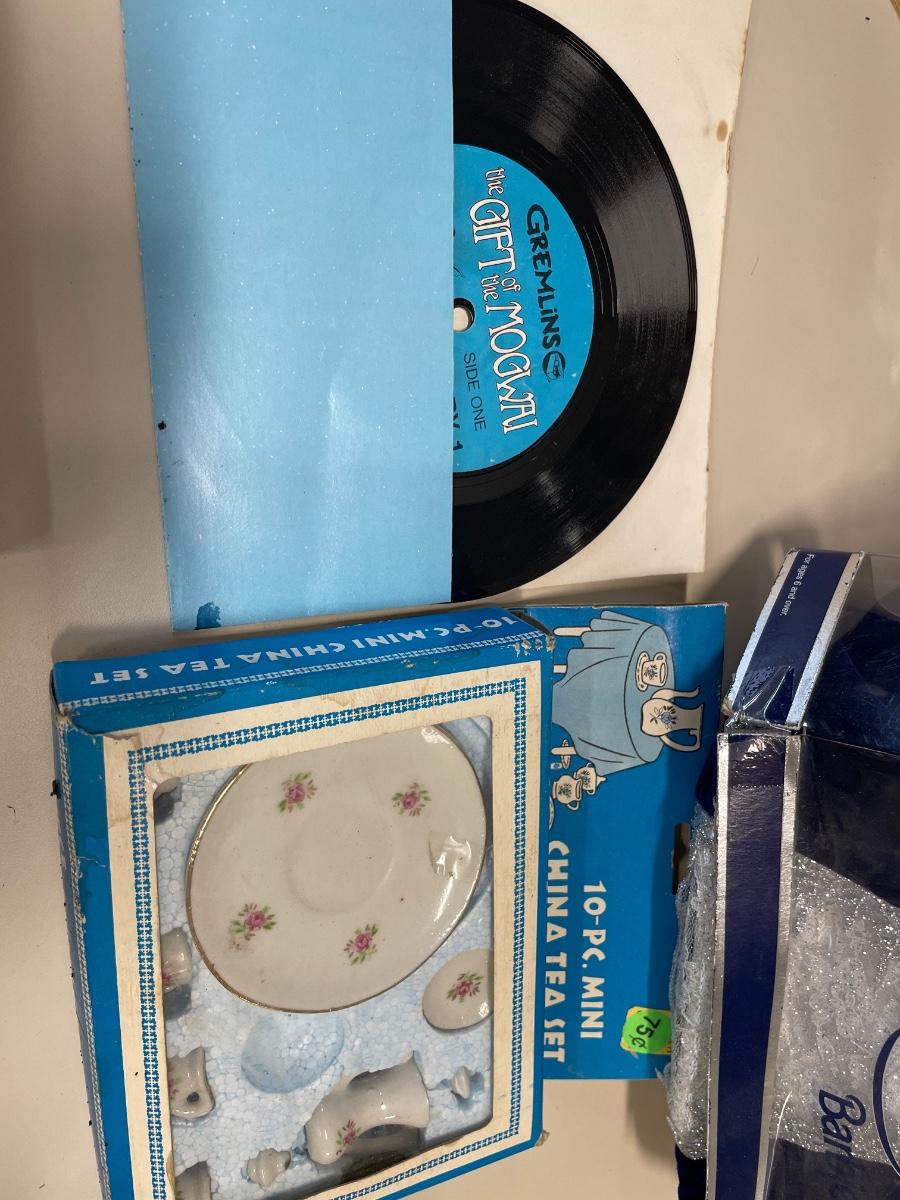 GREMLINS
the GIFT of the MOGWAI
SIDE ONE
10-PC. MINI CHINA TEA SET
10-PC. MINI
CHINA TEA SET
75¢
For ages 6 and over.